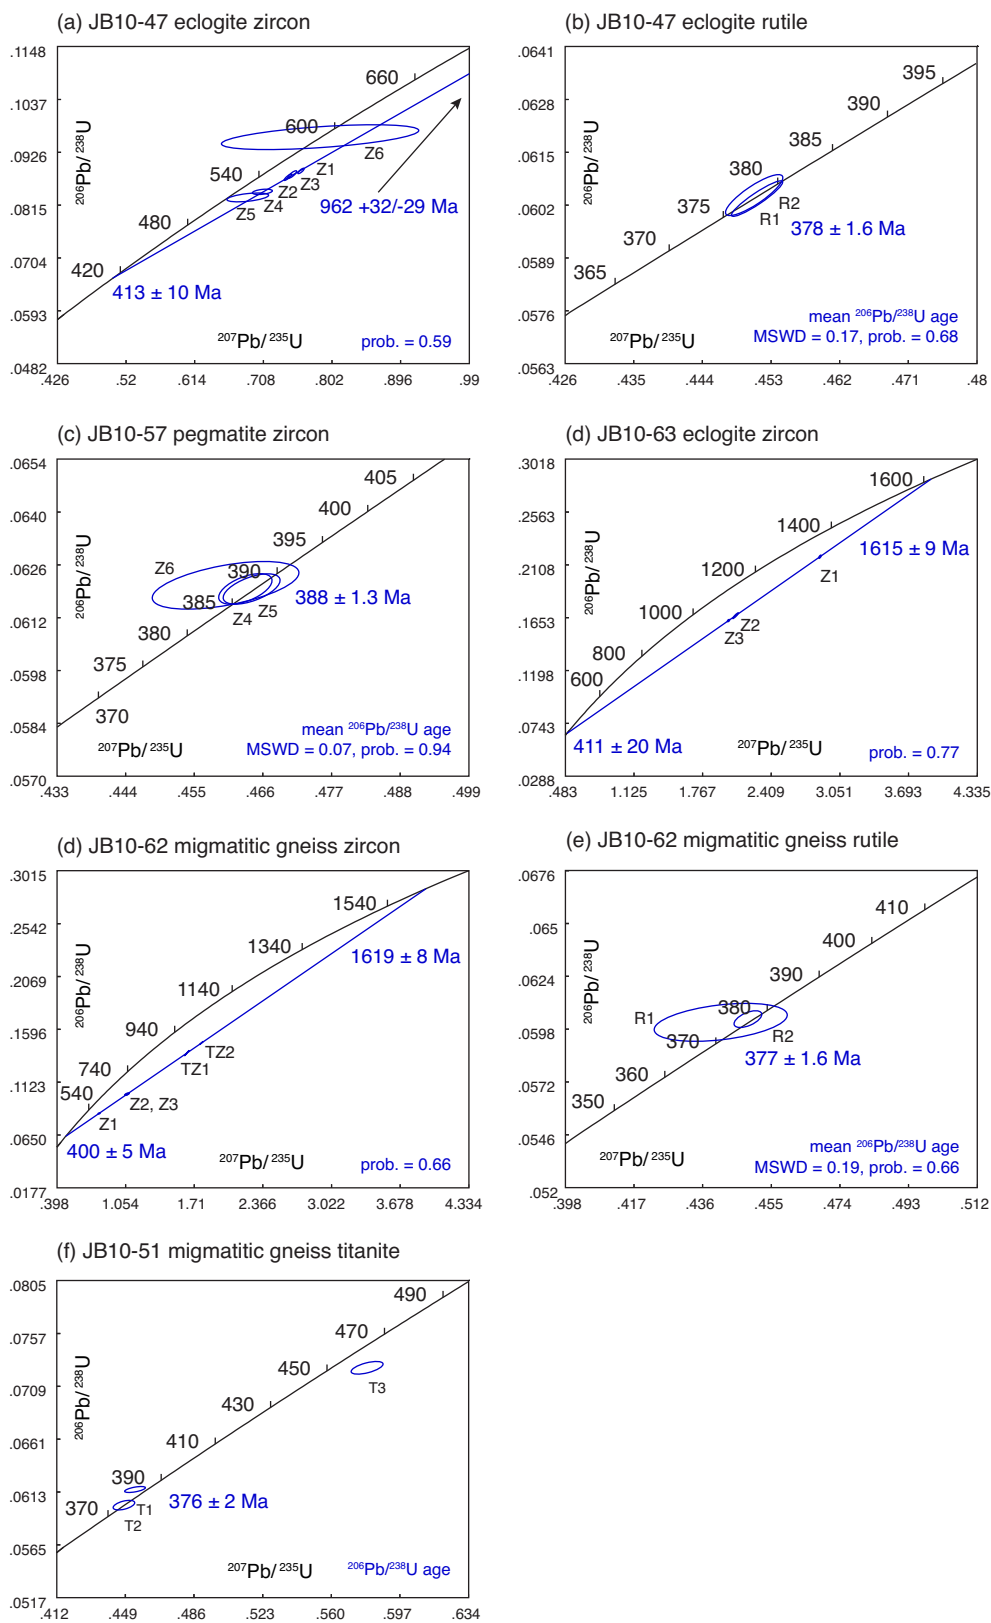 (a) JB10-47 eclogite zircon
.1148
.1037
.0926
.0815
.0704
.0593
.0482
206Pb/238U
660
600
540
480
420
Z6
Z1
Z3
Z2
Z4
Z5
962 +32/-29 Ma
413 ± 10 Ma
207Pb/235U
prob. = 0.59
.426 .52 .614 .708 .802 .896 .99
(b) JB10-47 eclogite rutile
.0641
.0628
.0615
.0602
.0589
.0576
.0563
206Pb/238U
395
390
385
380
375
370
365
R2
R1
378 ± 1.6 Ma
mean 206Pb/238U age
MSWD = 0.17, prob. = 0.68
207Pb/235U
.426 .435 .444 .453 .462 .471 .48
(c) JB10-57 pegmatite zircon
.0654
.0640
.0626
.0612
.0598
.0584
.0570
206Pb/238U
405
400
395
390
385
380
375
370
Z6
Z5
Z4
388 ± 1.3 Ma
mean 206Pb/238U age
MSWD = 0.07, prob. = 0.94
207Pb/235U
.433 .444 .455 .466 .477 .488 .499
(d) JB10-63 eclogite zircon
.3018
.2563
.2108
.1653
.1198
.0743
.0288
206Pb/238U
1600
1400
1200
1000
800
600
1615 ± 9 Ma
Z1
Z2
Z3
411 ± 20 Ma
207Pb/235U
prob. = 0.77
.483 1.125 1.767 2.409 3.051 3.693 4.335
(d) JB10-62 migmatitic gneiss zircon
.3015
.2542
.2069
.1596
.1123
.0650
.0177
206Pb/238U
1540
1340
1140
940
740
540
1619 ± 8 Ma
TZ2
TZ1
Z2, Z3
Z1
400 ± 5 Ma
207Pb/235U
prob. = 0.66
.398 1.054 1.71 2.366 3.022 3.678 4.334
(e) JB10-62 migmatitic gneiss rutile
.0676
.065
.0624
.0598
.0572
.0546
.052
206Pb/238U
410
400
390
380
370
360
350
R1
R2
377 ± 1.6 Ma
mean 206Pb/238U age
MSWD = 0.19, prob. = 0.66
207Pb/235U
.398 .417 .436 .455 .474 .493 .512
(f) JB10-51 migmatitic gneiss titanite
.0805
.0757
.0709
.0661
.0613
.0565
.0517
206Pb/238U
490
470
450
430
410
390
370
T3
T1
T2
376 ± 2 Ma
207Pb/235U
206Pb/238U age
.412 .449 .486 .523 .560 .597 .634